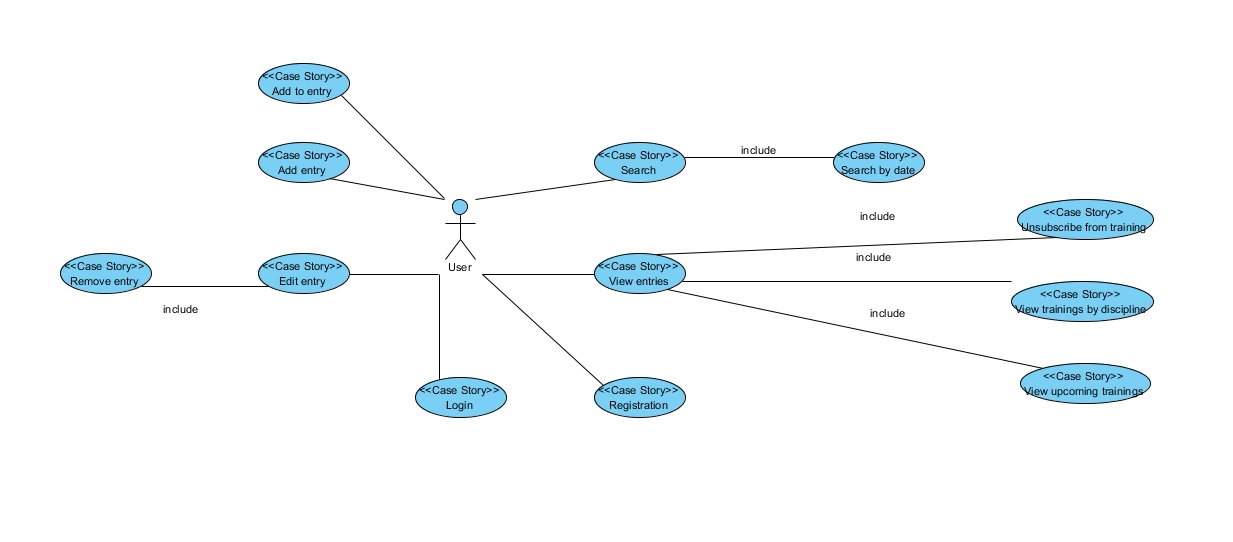 <<Case Story>>
Add to entry
<<Case Story>>
Add entry
<<Case Story>>
Search
include
<<Case Story>>
Search by date
include
<<Case Story>>
Unsubscribe from training
include
User
<<Case Story>>
Remove entry
<<Case Story>>
Edit entry
<<Case Story>>
View entries
<<Case Story>>
View trainings by discipline
include
include
<<Case Story>>
View upcoming trainings
<<Case Story>>
Login
<<Case Story>>
Registration